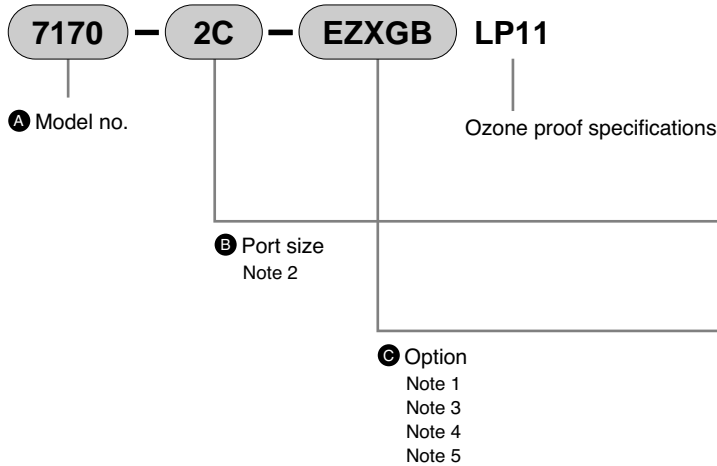 7170 – 2C – EZXGB LP11
A Model no.
Ozone proof specifications
B Port size
Note 2
C Option
Note 1
Note 3
Note 4
Note 5